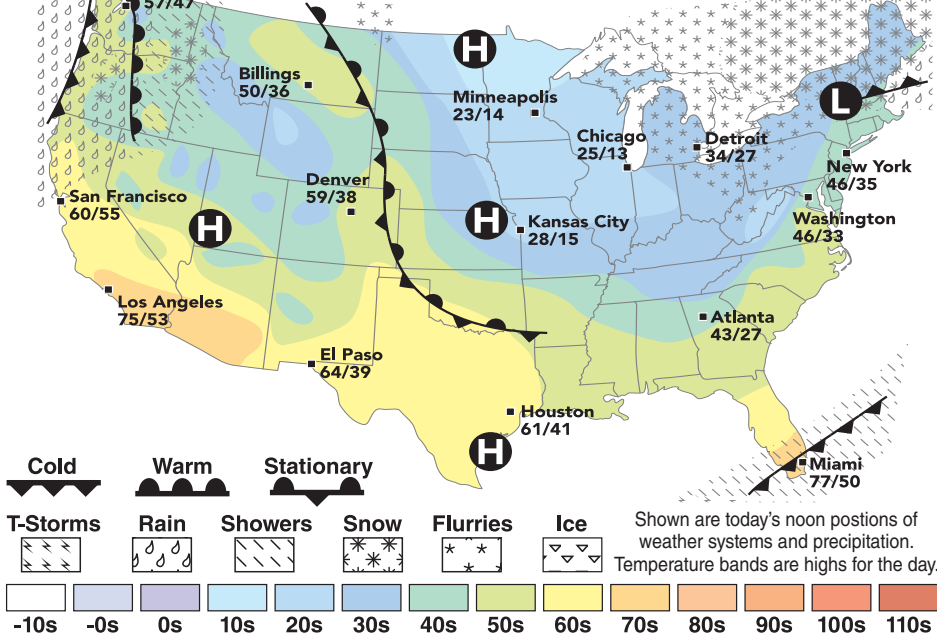 57/47
H
Billings
50/36
Minneapolis
23/14
L
Chicago
25/13
Detroit
34/27
New York
46/35
Denver
59/38
San Francisco
60/55
H
H
Kansas City
28/15
Washington
46/33
Los Angeles
75/53
Atlanta
43/27
El Paso
64/39
Houston
61/41
H
Miami
77/50
Cold Warm Stationary
T-Storms Rain Showers Snow Flurries Ice
Shown are today's noon postions of
weather systems and precipitation.
Temperature bands are highs for the day.
-10s -0s 0s 10s 20s 30s 40s 50s 60s 70s 80s 90s 100s 110s